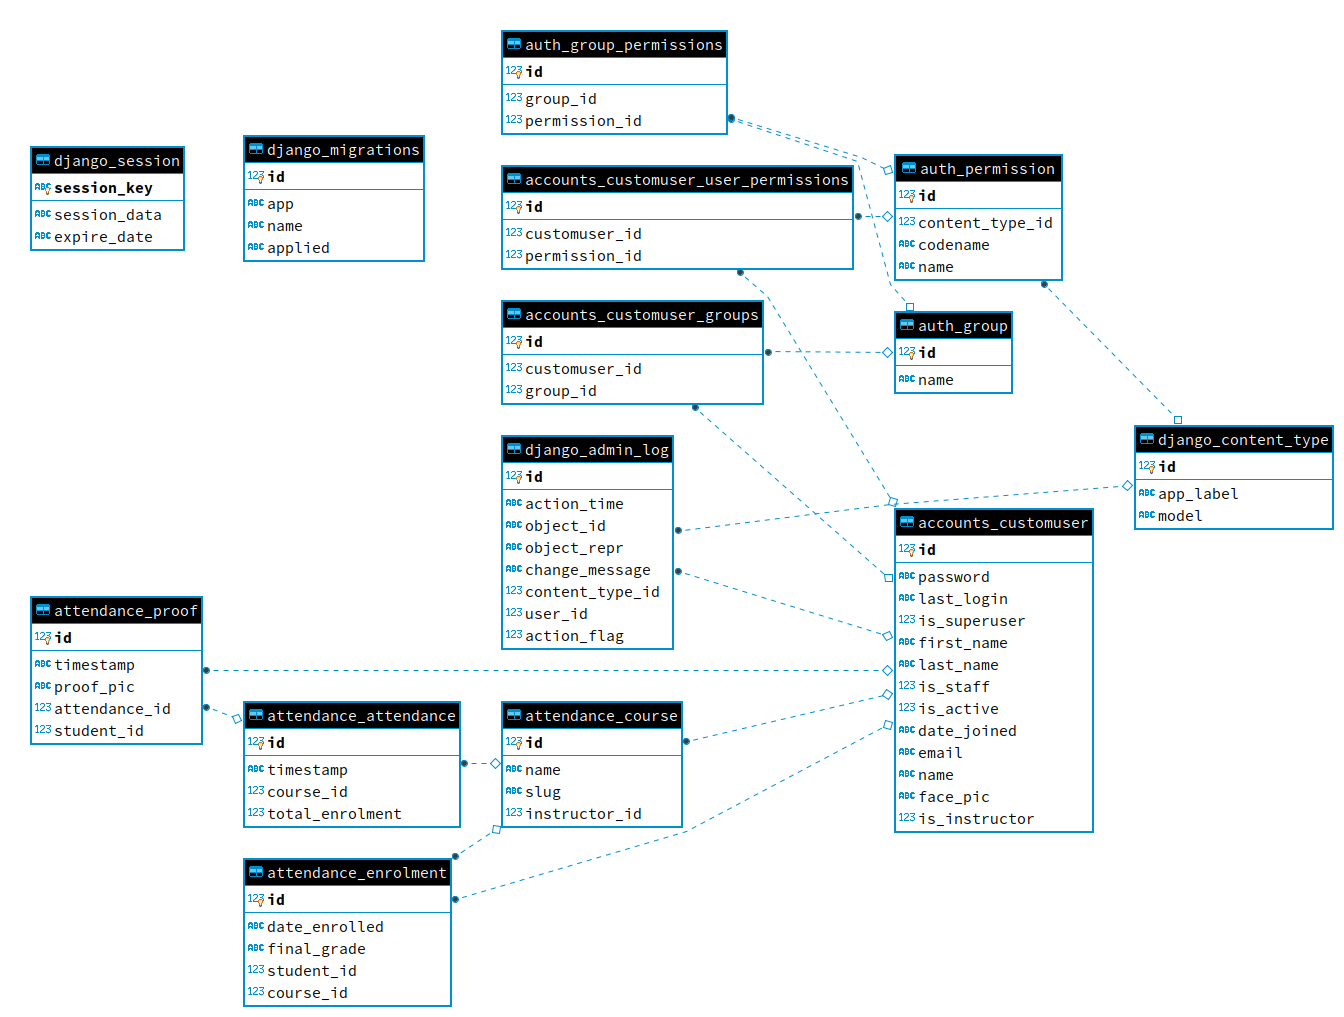 auth_group_permissions
123 id
123 group_id
123 permission_id
django_session
ABC session_key
ABC session_data
ABC expire_date
django_migrations
123 id
ABC app
ABC name
ABC applied
accounts_customuser_user_permissions
123 id
123 customuser_id
123 permission_id
auth_permission
123 id
123 content_type_id
ABC codename
ABC name
accounts_customuser_groups
123 id
123 customuser_id
123 group_id
auth_group
123 id
ABC name
django_admin_log
123 id
ABC action_time
ABC object_id
ABC object_repr
ABC change_message
123 content_type_id
123 user_id
123 action_flag
django_content_type
123 id
ABC app_label
ABC model
accounts_customuser
123 id
ABC password
ABC last_login
123 is_superuser
ABC first_name
ABC last_name
123 is_staff
123 is_active
ABC date_joined
ABC email
ABC name
ABC face_pic
123 is_instructor
attendance_proof
123 id
ABC timestamp
ABC proof_pic
123 attendance_id
123 student_id
attendance_attendance
123 id
ABC timestamp
123 course_id
123 total_enrolment
attendance_course
123 id
ABC name
ABC slug
123 instructor_id
attendance_enrolment
123 id
ABC date_enrolled
ABC final_grade
123 student_id
123 course_id